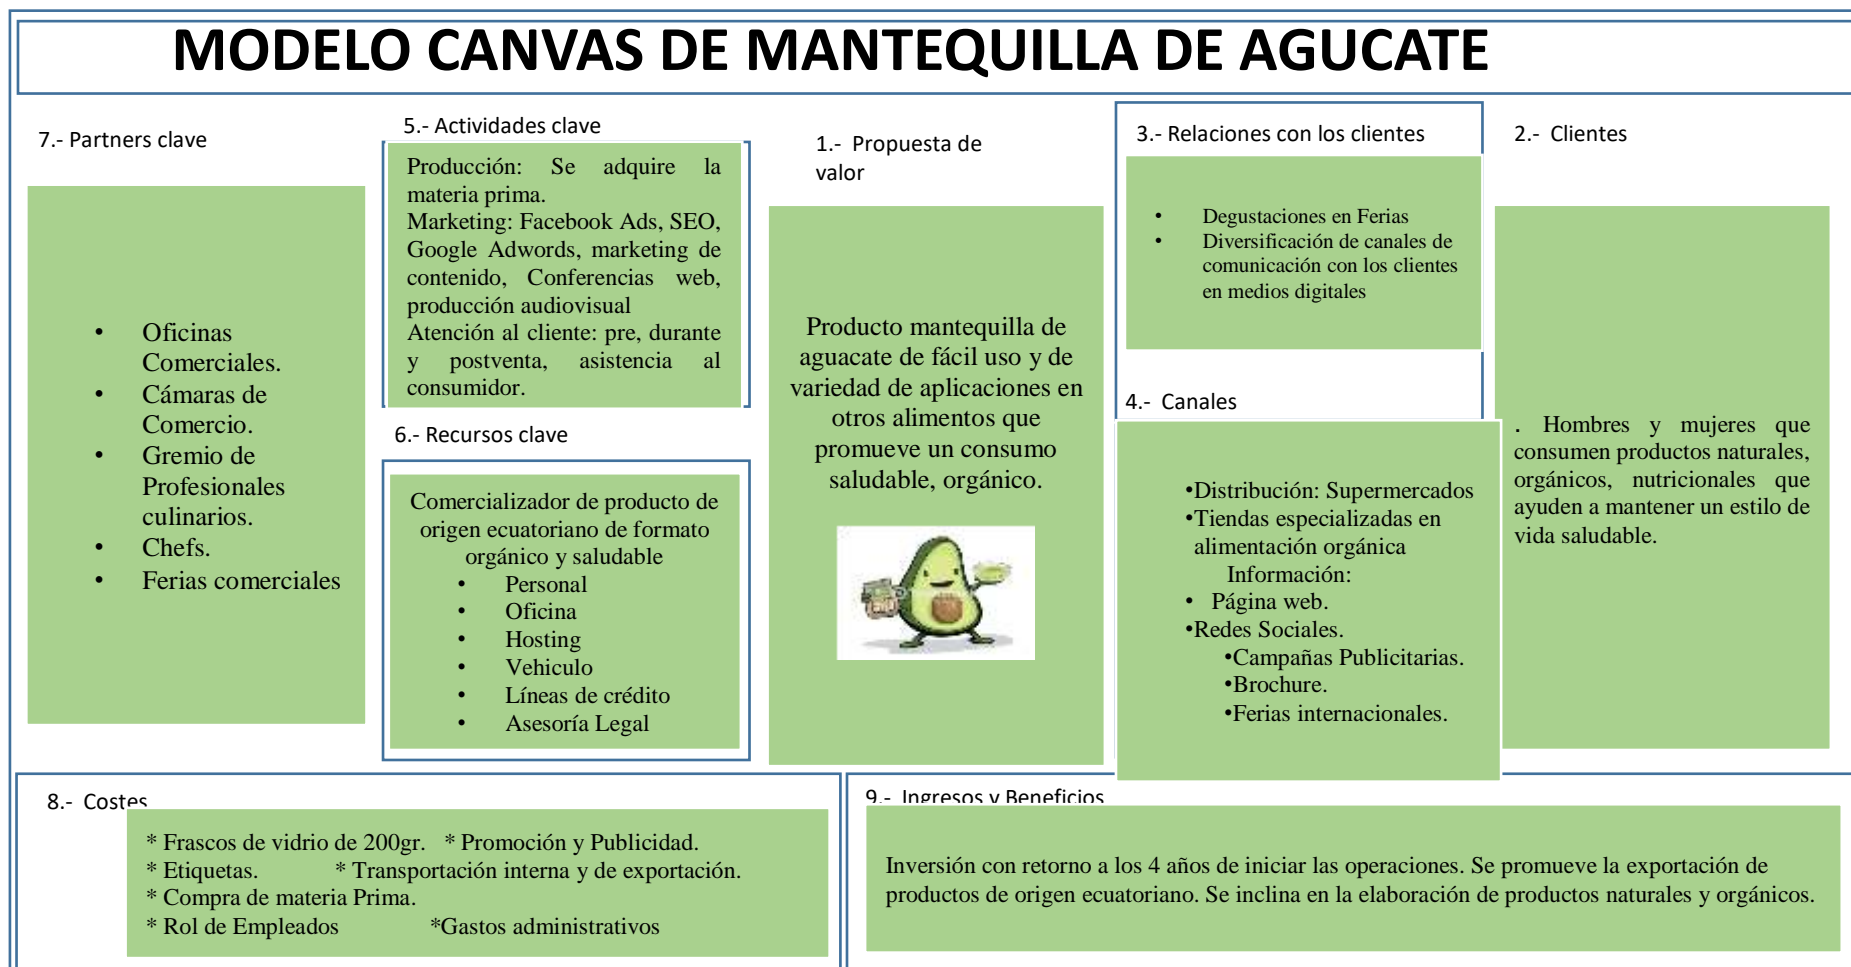 MODELO CANVAS DE MANTEQUILLA DE AGUCATE
7.- Partners clave
• Oficinas
Comerciales.
• Cámaras de
Comercio.
• Gremio de
Profesionales
culinarios.
• Chefs.
• Ferias comerciales
5.- Actividades clave
Producción: Se adquire la
materia prima.
Marketing: Facebook Ads, SEO,
Google Adwords, marketing de
contenido, Conferencias web,
producción audiovisual
Atención al cliente: pre, durante
y postventa, asistencia al
consumidor.
6.- Recursos clave
Comercializador de producto de
origen ecuatoriano de formato
orgánico y saludable
• Personal
• Oficina
• Hosting
• Vehiculo
• Líneas de crédito
• Asesoría Legal
1.- Propuesta de
valor
Producto mantequilla de
aguacate de fácil uso y de
variedad de aplicaciones en
otros alimentos que
promueve un consumo
saludable, orgánico.
3.- Relaciones con los clientes
• Degustaciones en Ferias
• Diversificación de canales de
comunicación con los clientes
en medios digitales
4.- Canales
•Distribución: Supermercados
•Tiendas especializadas en
alimentación orgánica
Información:
• Página web.
•Redes Sociales.
•Campañas Publicitarias.
•Brochure.
•Ferias internacionales.
2.- Clientes
. Hombres y mujeres que
consumen productos naturales,
orgánicos, nutricionales que
ayuden a mantener un estilo de
vida saludable.
8.- Costes
* Frascos de vidrio de 200gr. * Promoción y Publicidad.
* Etiquetas. * Transportación interna y de exportación.
* Compra de materia Prima.
* Rol de Empleados *Gastos administrativos
9.- Ingresos y Beneficios
Inversión con retorno a los 4 años de iniciar las operaciones. Se promueve la exportación de
productos de origen ecuatoriano. Se inclina en la elaboración de productos naturales y orgánicos.